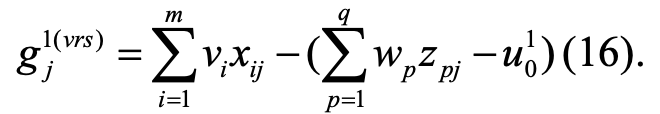 $g_j^{1(vrs)} = \sum_{i=1}^{m} v_i x_{ij} - (\sum_{p=1}^{q} w_p z_{pj} - u_0^1)$ (16).